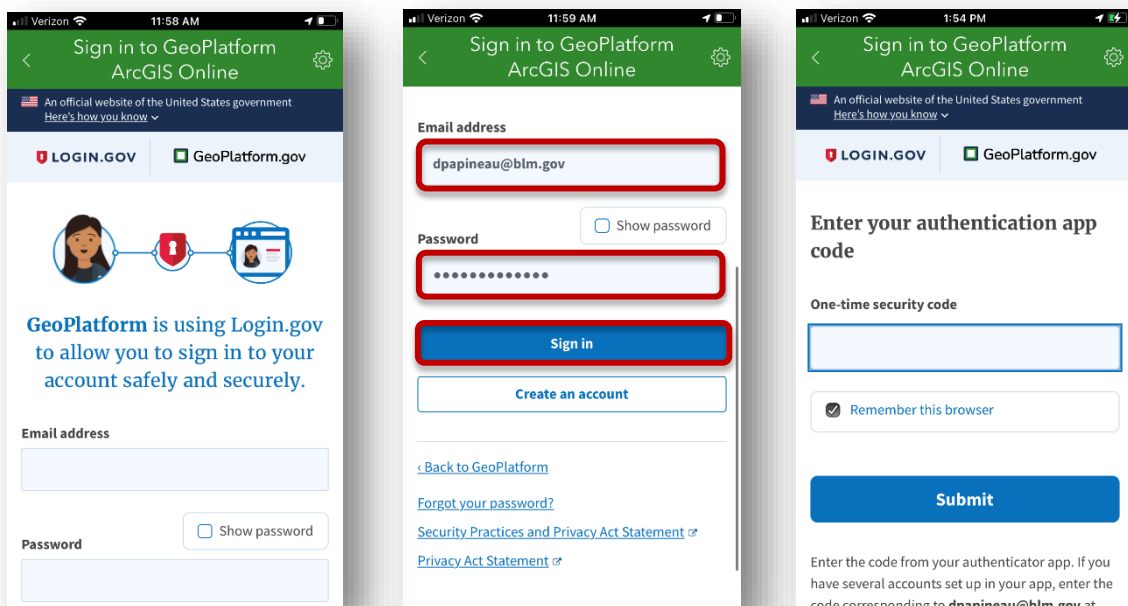 Verizon 11:58 AM
Sign in to GeoPlatform
ArcGIS Online
An official website of the United States government
Here's how you know
LOGIN.GOV GeoPlatform.gov
GeoPlatform is using Login.gov
to allow you to sign in to your
account safely and securely.
Email address
Show password
Password
Verizon 11:59 AM
Sign in to GeoPlatform
ArcGIS Online
Email address
dpapineau@blm.gov
Show password
Password
•••••••••••••
Sign in
Create an account
‹ Back to GeoPlatform
Forgot your password?
Security Practices and Privacy Act Statement
Privacy Act Statement
Verizon 1:54 PM
Sign in to GeoPlatform
ArcGIS Online
An official website of the United States government
Here's how you know
LOGIN.GOV GeoPlatform.gov
Enter your authentication app
code
One-time security code
Remember this browser
Submit
Enter the code from your authenticator app. If you
have several accounts set up in your app, enter the
code corresponding to dpapineau@blm.gov at